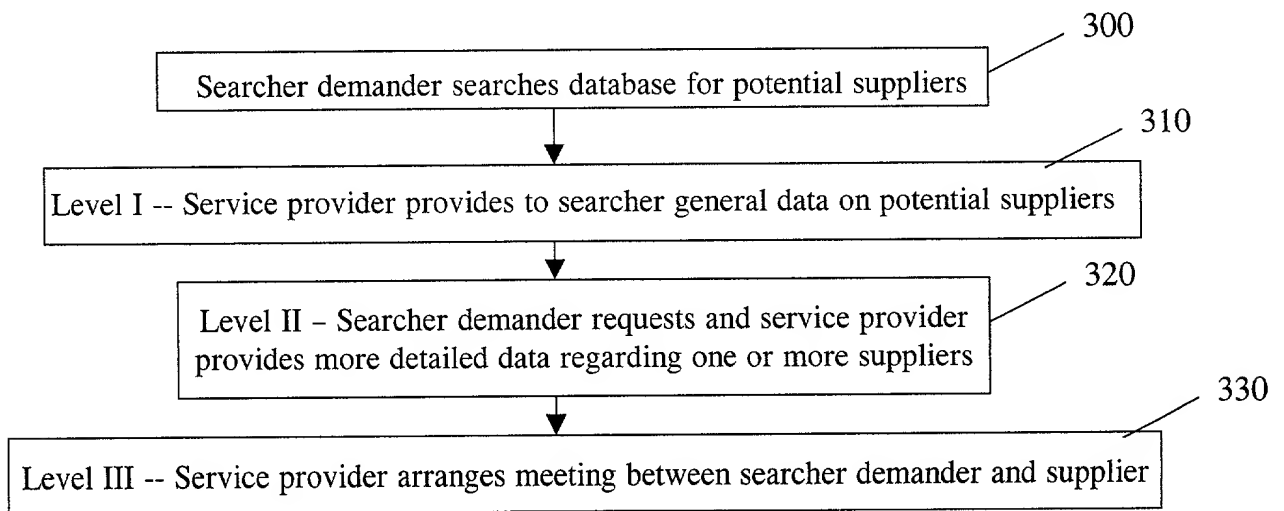 300
Searcher demander searches database for potential suppliers
310
Level I -- Service provider provides to searcher general data on potential suppliers
320
Level II – Searcher demander requests and service provider
provides more detailed data regarding one or more suppliers
330
Level III -- Service provider arranges meeting between searcher demander and supplier